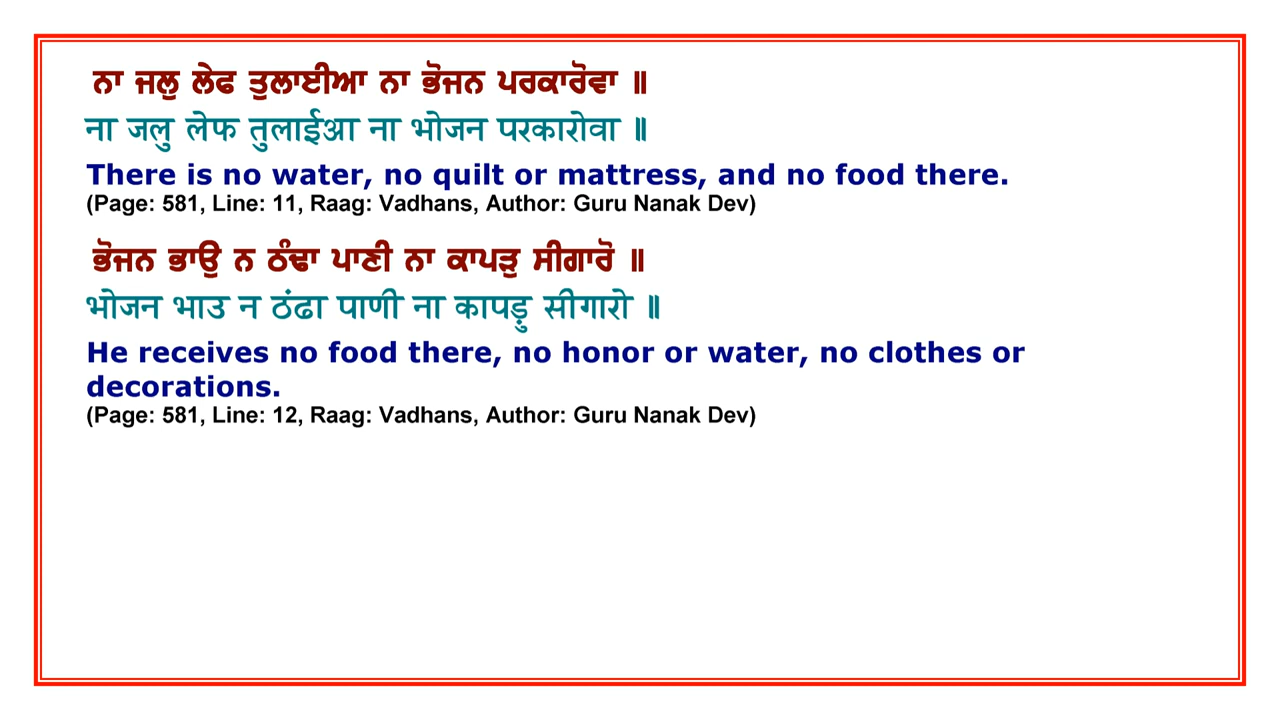 ਨਾ ਜਲੁ ਲੇਫ ਤੁਲਾਈਆ ਨਾ ਭੋਜਨ ਪਰਕਾਰੋਵਾ ॥
ना जलु लेफ तुलाईआ ना भोजन परकारोवा ॥
There is no water, no quilt or mattress, and no food there.
(Page: 581, Line: 11, Raag: Vadhans, Author: Guru Nanak Dev)
ਭੋਜਨ ਭਾਉ ਨ ਠੰਢਾ ਪਾਣੀ ਨਾ ਕਾਪੜੁ ਸੀਗਾਰੋ ॥
भोजन भाउ न ठंढा पाणी ना कापड़ु सीगारो ॥
He receives no food there, no honor or water, no clothes or
decorations.
(Page: 581, Line: 12, Raag: Vadhans, Author: Guru Nanak Dev)